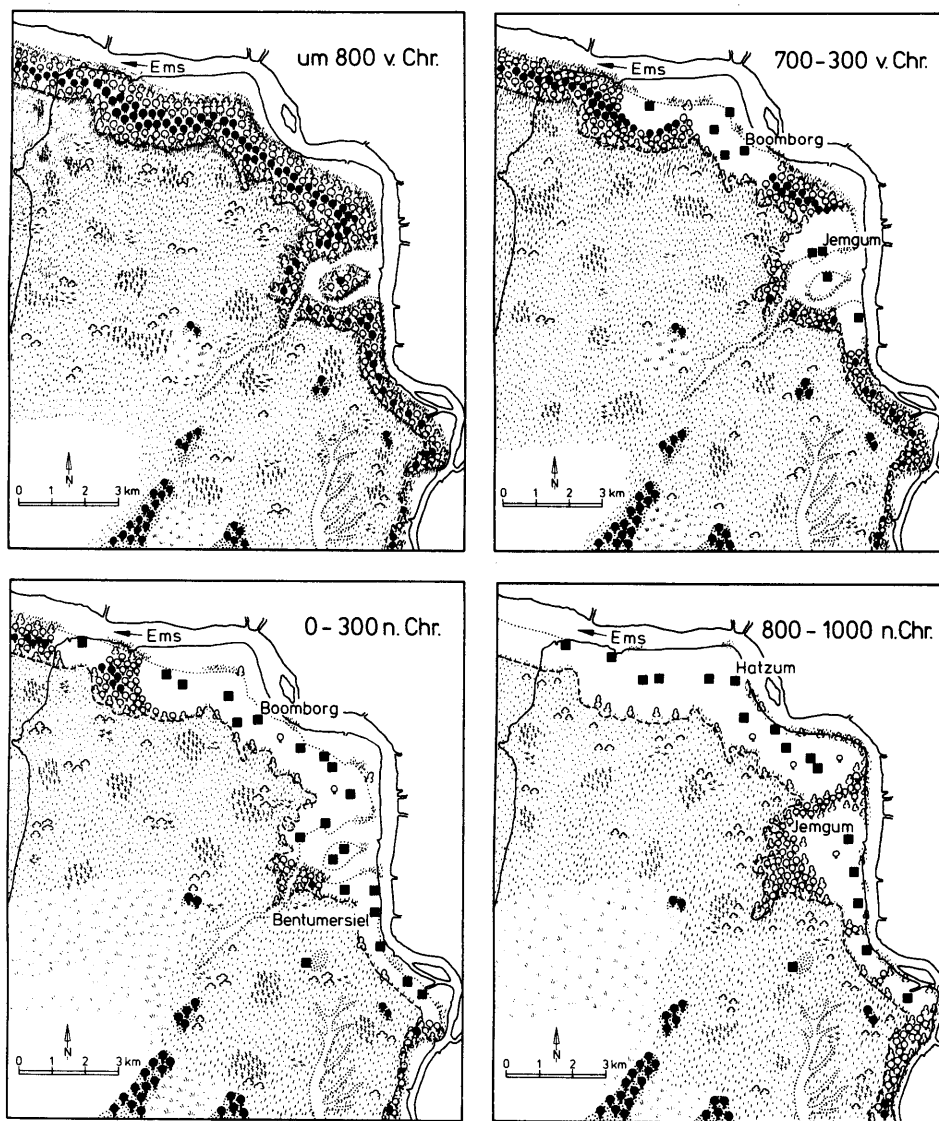 um 800 v. Chr.
Ems
N
0 1 2 3 km
700-300 v. Chr.
Ems
Boomborg
Jemgum
N
0 1 2 3 km
0-300 n. Chr.
Ems
Boomborg
Bentumersiel
N
0 1 2 3 km
800-1000 n.Chr.
Ems
Hatzum
Jemgum
N
0 1 2 3 km